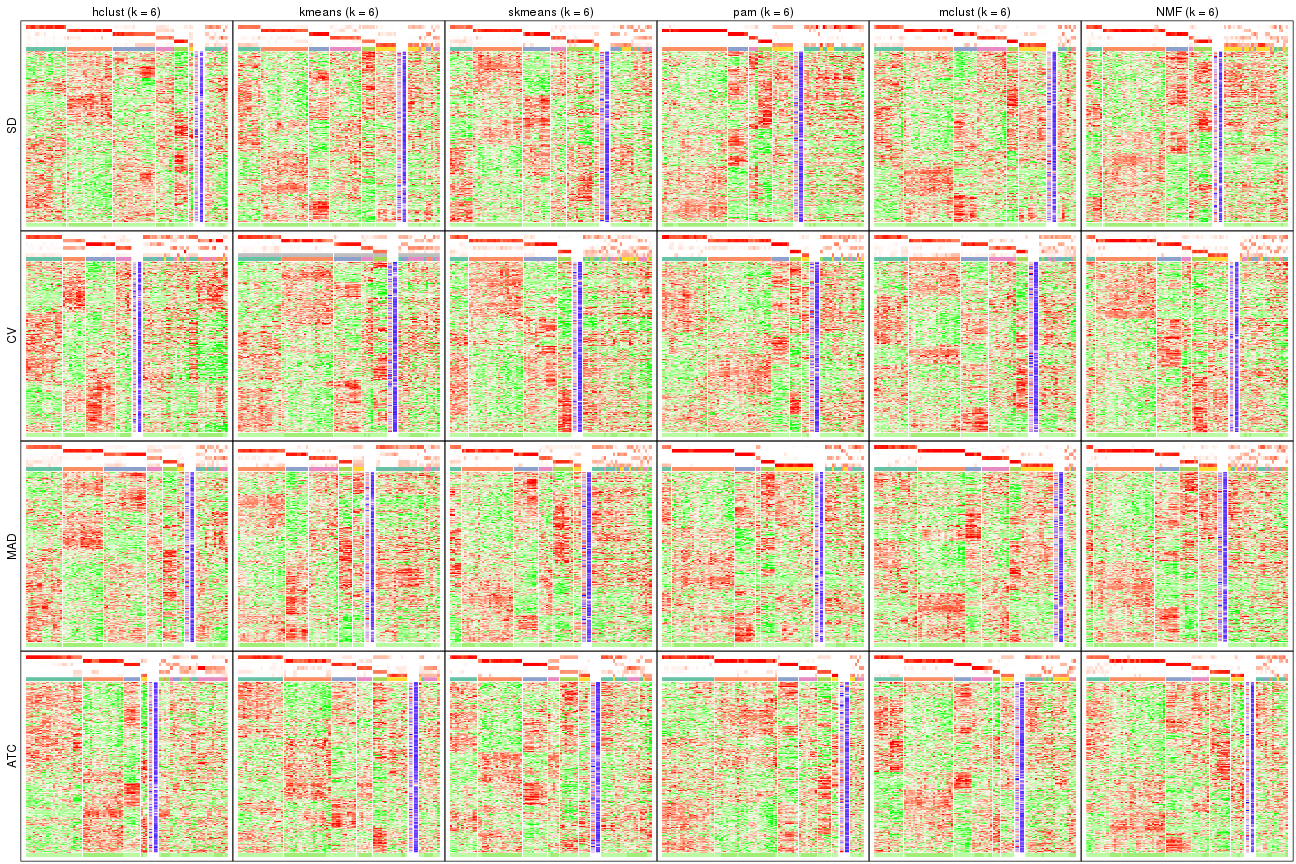 hclust (k = 6) kmeans (k = 6) skmeans (k = 6) pam (k = 6) mclust (k = 6) NMF (k = 6)
SD
CV
MAD
ATC